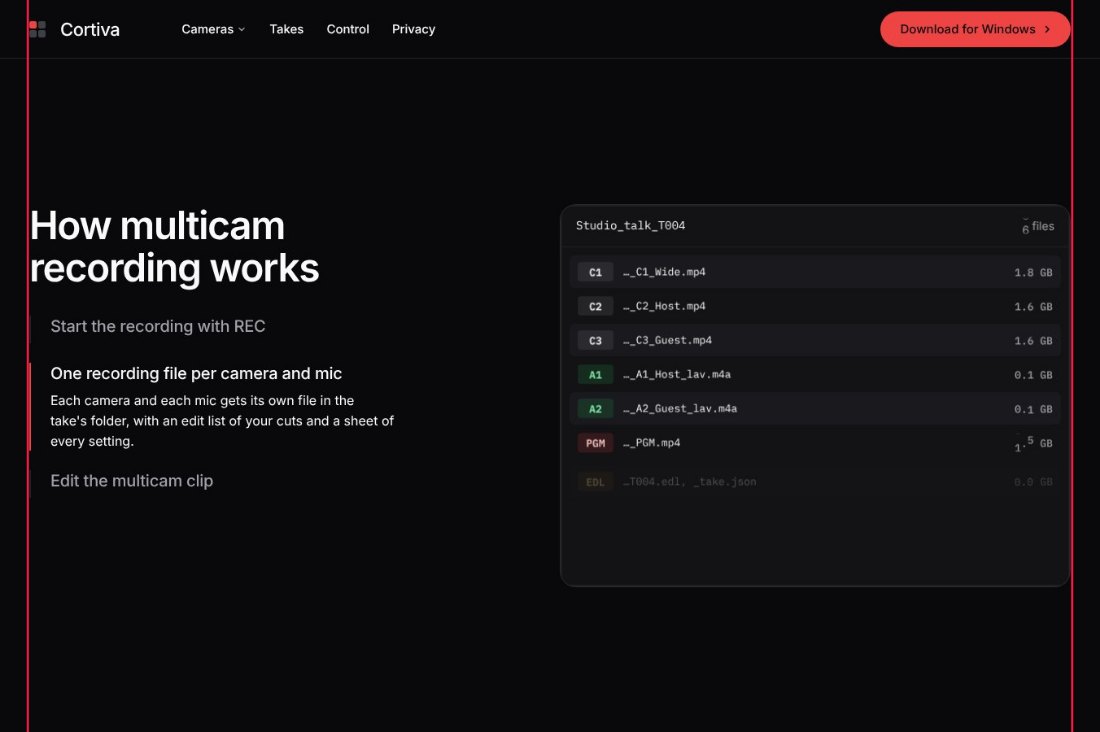 Cortiva
Cameras
Takes
Control
Privacy
Download for Windows
How multicam
recording works
Start the recording with REC
One recording file per camera and mic
Each camera and each mic gets its own file in the
take's folder, with an edit list of your cuts and a sheet of
every setting.
Edit the multicam clip
Studio_talk_T004
6 files
C1 …_C1_Wide.mp4 1.8 GB
C2 …_C2_Host.mp4 1.6 GB
C3 …_C3_Guest.mp4 1.6 GB
A1 …_A1_Host_lav.m4a 0.1 GB
A2 …_A2_Guest_lav.m4a 0.1 GB
PGM …_PGM.mp4 1.5 GB
EDL …T004.edl, _take.json 0.0 GB